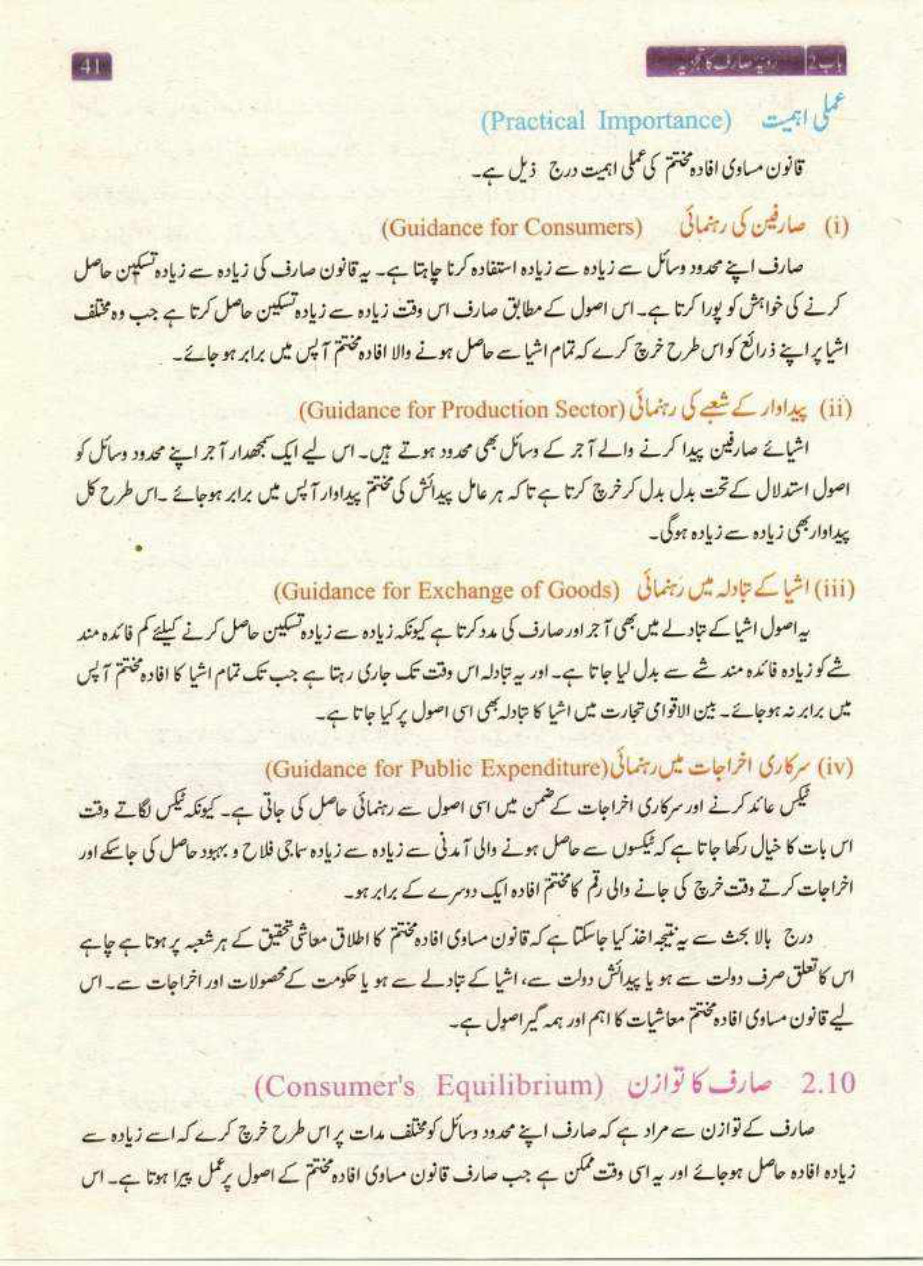 باب 2 رویۂ صارف کا تجزیہ 41
عملی اہمیت (Practical Importance)
قانون مساوی افادہ مختتم کی عملی اہمیت درج ذیل ہے۔
(i) صارفین کی رہنمائی (Guidance for Consumers)
صارف اپنے محدود وسائل سے زیادہ سے زیادہ استفادہ کرنا چاہتا ہے۔ یہ قانون صارف کی زیادہ سے زیادہ تسکین حاصل
کرنے کی خواہش کو پورا کرتا ہے۔ اس اصول کے مطابق صارف اس وقت زیادہ سے زیادہ تسکین حاصل کرتا ہے جب وہ مختلف
اشیا پر اپنے ذرائع کو اس طرح خرچ کرے کہ تمام اشیا سے حاصل ہونے والا افادہ مختتم آپس میں برابر ہو جائے۔
(ii) پیداوار کے شعبے کی رہنمائی (Guidance for Production Sector)
اشیائے صارفین پیدا کرنے والے آجر کے وسائل بھی محدود ہوتے ہیں۔ اس لیے ایک سمجھدار آجر اپنے محدود وسائل کو
اصول استدلال کے تحت بدل بدل کر خرچ کرتا ہے تا کہ ہر عامل پیدائش کی مختتم پیداوار آپس میں برابر ہوجائے ۔اس طرح کل
پیداوار بھی زیادہ سے زیادہ ہوگی۔
(iii) اشیا کے تبادلہ میں رہنمائی (Guidance for Exchange of Goods)
یہ اصول اشیا کے تبادلے میں بھی آجر اور صارف کی مدد کرتا ہے کیونکہ زیادہ سے زیادہ تسکین حاصل کرنے کیلئے کم فائدہ مند
شے کو زیادہ فائدہ مند شے سے بدل لیا جاتا ہے۔ اور یہ تبادلہ اس وقت تک جاری رہتا ہے جب تک تمام اشیا کا افادہ مختتم آپس
میں برابر نہ ہوجائے۔ بین الاقوامی تجارت میں اشیا کا تبادلہ بھی اسی اصول پر کیا جاتا ہے۔
(iv) سرکاری اخراجات میں رہنمائی (Guidance for Public Expenditure)
ٹیکس عائد کرنے اور سرکاری اخراجات کے ضمن میں اسی اصول سے رہنمائی حاصل کی جاتی ہے۔ کیونکہ ٹیکس لگاتے وقت
اس بات کا خیال رکھا جاتا ہے کہ ٹیکسوں سے حاصل ہونے والی آمدنی سے زیادہ سے زیادہ سماجی فلاح و بہبود حاصل کی جاسکے اور
اخراجات کرتے وقت خرچ کی جانے والی رقم کا مختتم افادہ ایک دوسرے کے برابر ہو۔
درج بالا بحث سے یہ نتیجہ اخذ کیا جاسکتا ہے کہ قانون مساوی افادہ مختتم کا اطلاق معاشی تحقیق کے ہر شعبہ پر ہوتا ہے چاہے
اس کا تعلق صرف دولت سے ہو یا پیدائش دولت سے، اشیا کے تبادلے سے ہو یا حکومت کے محصولات اور اخراجات سے۔ اس
لیے قانون مساوی افادہ مختتم معاشیات کا اہم اور ہمہ گیر اصول ہے۔
2.10 صارف کا توازن (Consumer's Equilibrium)
صارف کے توازن سے مراد ہے کہ صارف اپنے محدود وسائل کو مختلف مدات پر اس طرح خرچ کرے کہ اسے زیادہ سے
زیادہ افادہ حاصل ہوجائے اور یہ اسی وقت ممکن ہے جب صارف قانون مساوی افادہ مختتم کے اصول پر عمل پیرا ہوتا ہے۔ اس